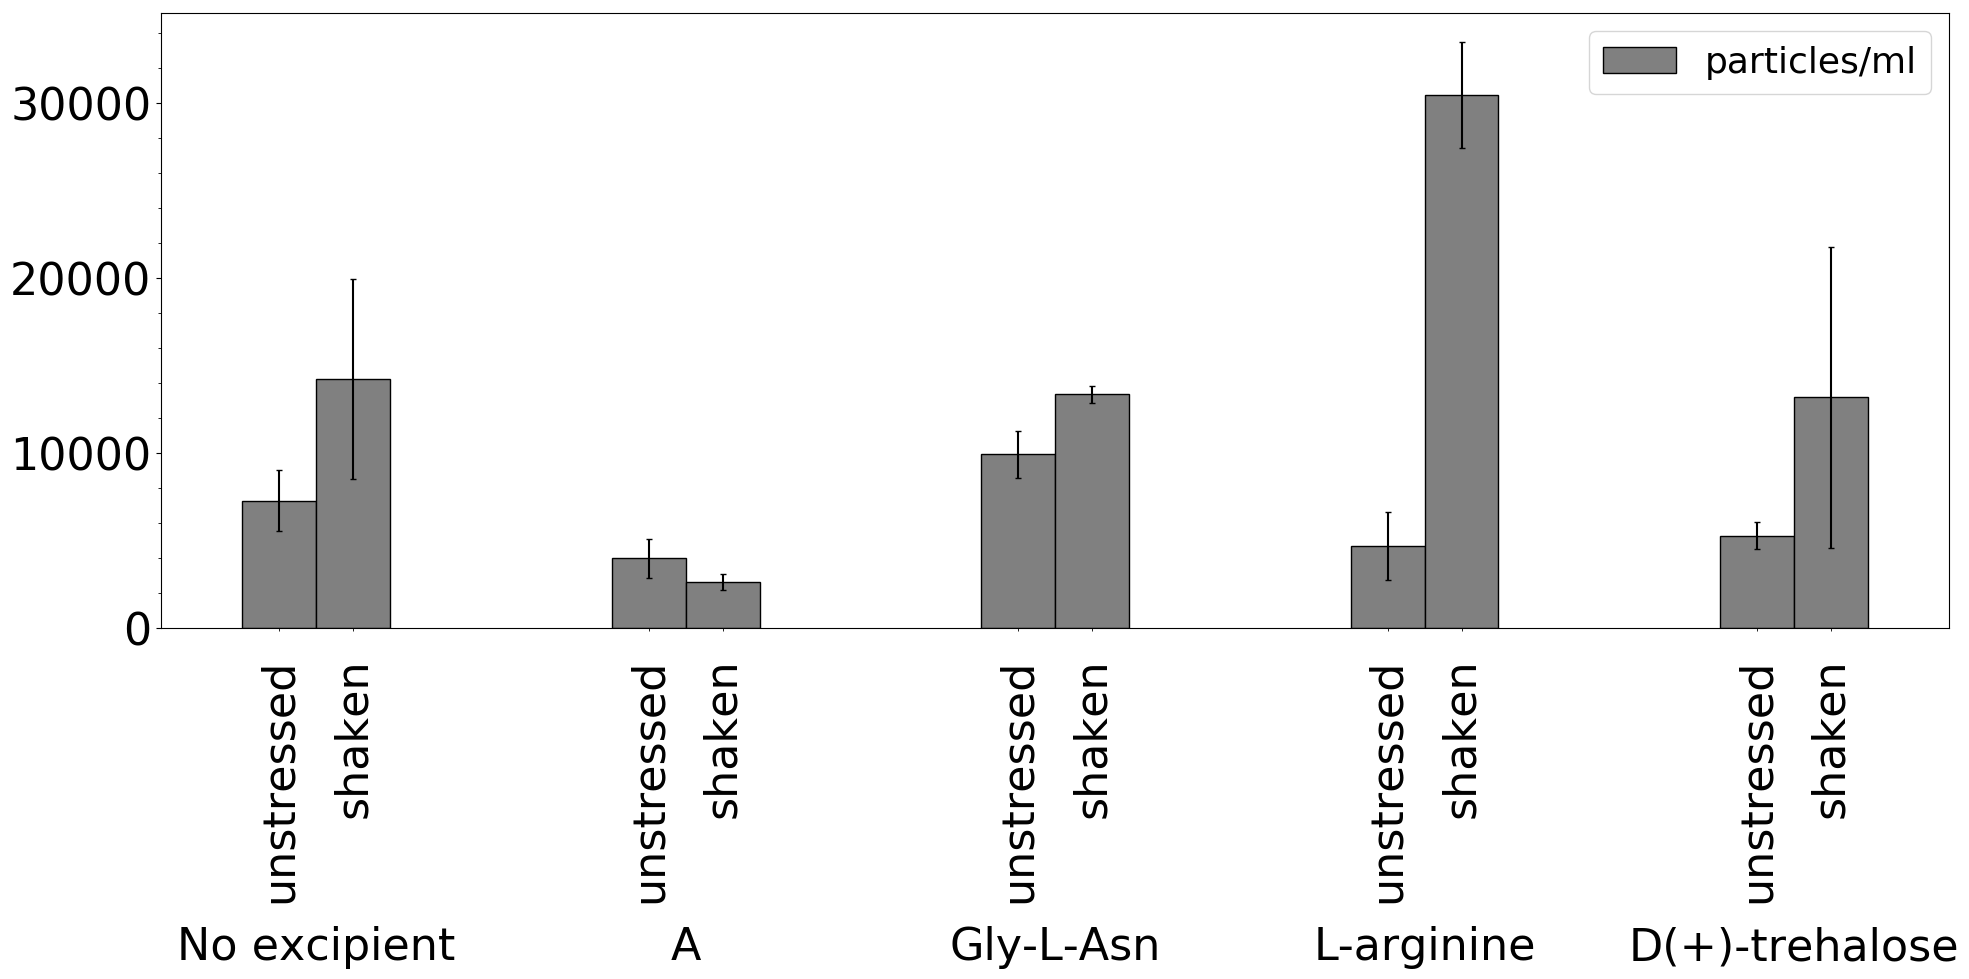 particles/ml
30000
20000
10000
0
unstressed
shaken
unstressed
shaken
unstressed
shaken
unstressed
shaken
unstressed
shaken
No excipient
A
Gly-L-Asn
L-arginine
D(+)-trehalose